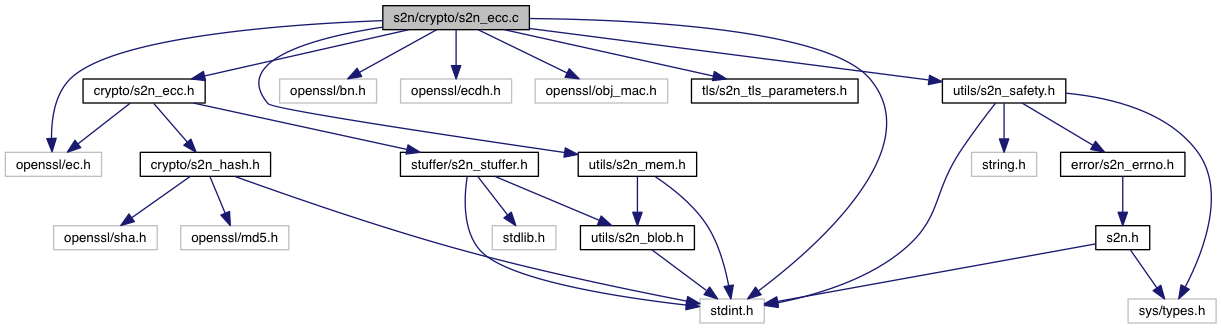 s2n/crypto/s2n_ecc.c
crypto/s2n_ecc.h
openssl/bn.h
openssl/ecdh.h
openssl/obj_mac.h
tls/s2n_tls_parameters.h
utils/s2n_safety.h
openssl/ec.h
crypto/s2n_hash.h
stuffer/s2n_stuffer.h
utils/s2n_mem.h
string.h
error/s2n_errno.h
openssl/sha.h
openssl/md5.h
stdlib.h
utils/s2n_blob.h
s2n.h
stdint.h
sys/types.h